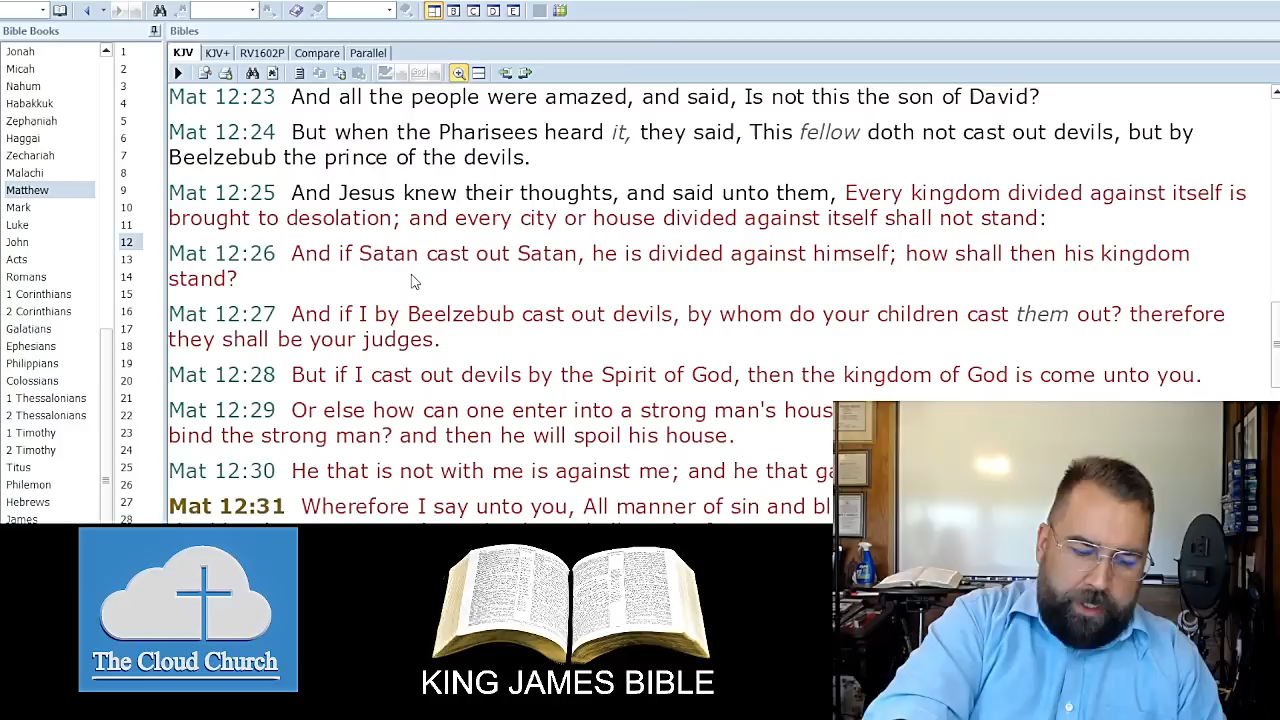 B C D E
Bible Books
Bibles
Jonah
Micah
Nahum
Habakkuk
Zephaniah
Haggai
Zechariah
Malachi
Matthew
Mark
Luke
John
Acts
Romans
1 Corinthians
2 Corinthians
Galatians
Ephesians
Philippians
Colossians
1 Thessalonians
2 Thessalonians
1 Timothy
2 Timothy
Titus
Philemon
Hebrews
James
1
2
3
4
5
6
7
8
9
10
11
12
13
14
15
16
17
18
19
20
21
22
23
24
25
26
27
28
KJV KJV+ RV1602P Compare Parallel
Mat 12:23 And all the people were amazed, and said, Is not this the son of David?
Mat 12:24 But when the Pharisees heard it, they said, This fellow doth not cast out devils, but by
Beelzebub the prince of the devils.
Mat 12:25 And Jesus knew their thoughts, and said unto them, Every kingdom divided against itself is
brought to desolation; and every city or house divided against itself shall not stand:
Mat 12:26 And if Satan cast out Satan, he is divided against himself; how shall then his kingdom
stand?
Mat 12:27 And if I by Beelzebub cast out devils, by whom do your children cast them out? therefore
they shall be your judges.
Mat 12:28 But if I cast out devils by the Spirit of God, then the kingdom of God is come unto you.
Mat 12:29 Or else how can one enter into a strong man's hous
bind the strong man? and then he will spoil his house.
Mat 12:30 He that is not with me is against me; and he that ga
Mat 12:31 Wherefore I say unto you, All manner of sin and bl
The Cloud Church
KING JAMES BIBLE